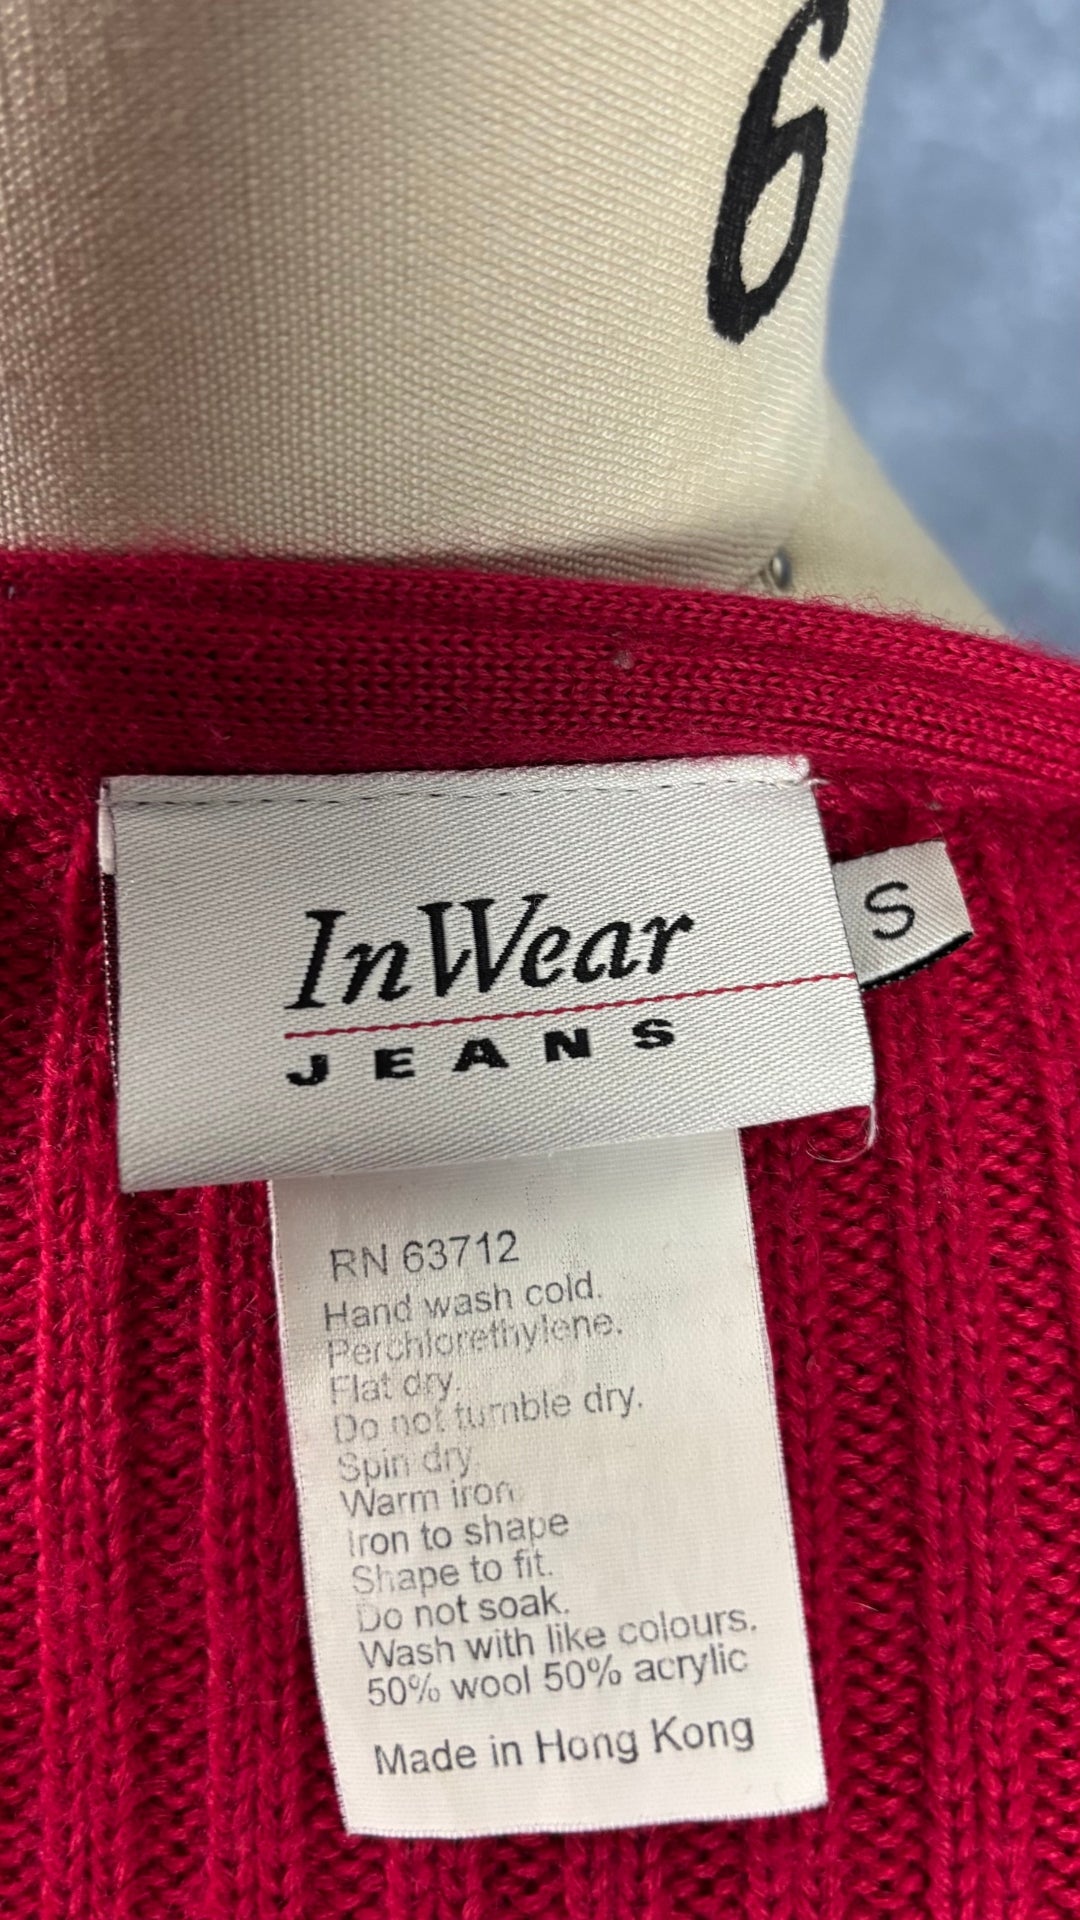 6
InWear
S
JEANS
RN 63712
Hand wash cold.
Perchlorethylene.
Flat dry.
Do not tumble dry.
Spin dry.
Warm iron.
Iron to shape
Shape to fit.
Do not soak.
Wash with like colours.
50% wool 50% acrylic
Made in Hong Kong